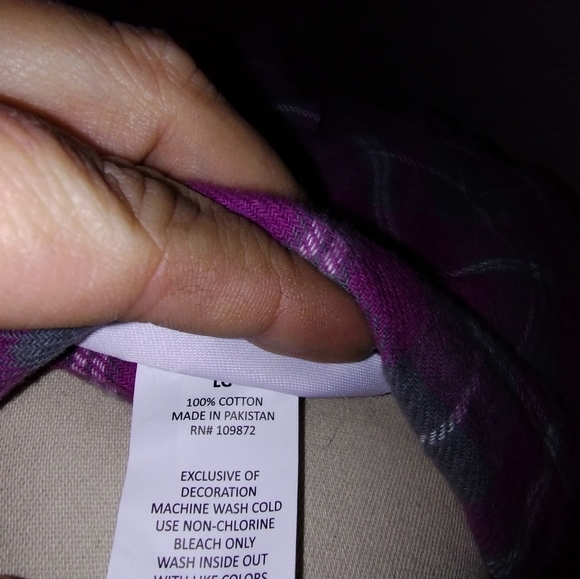 LG
100% COTTON
MADE IN PAKISTAN
RN# 109872
EXCLUSIVE OF
DECORATION
MACHINE WASH COLD
USE NON-CHLORINE
BLEACH ONLY
WASH INSIDE OUT
WITH LIKE COLORS